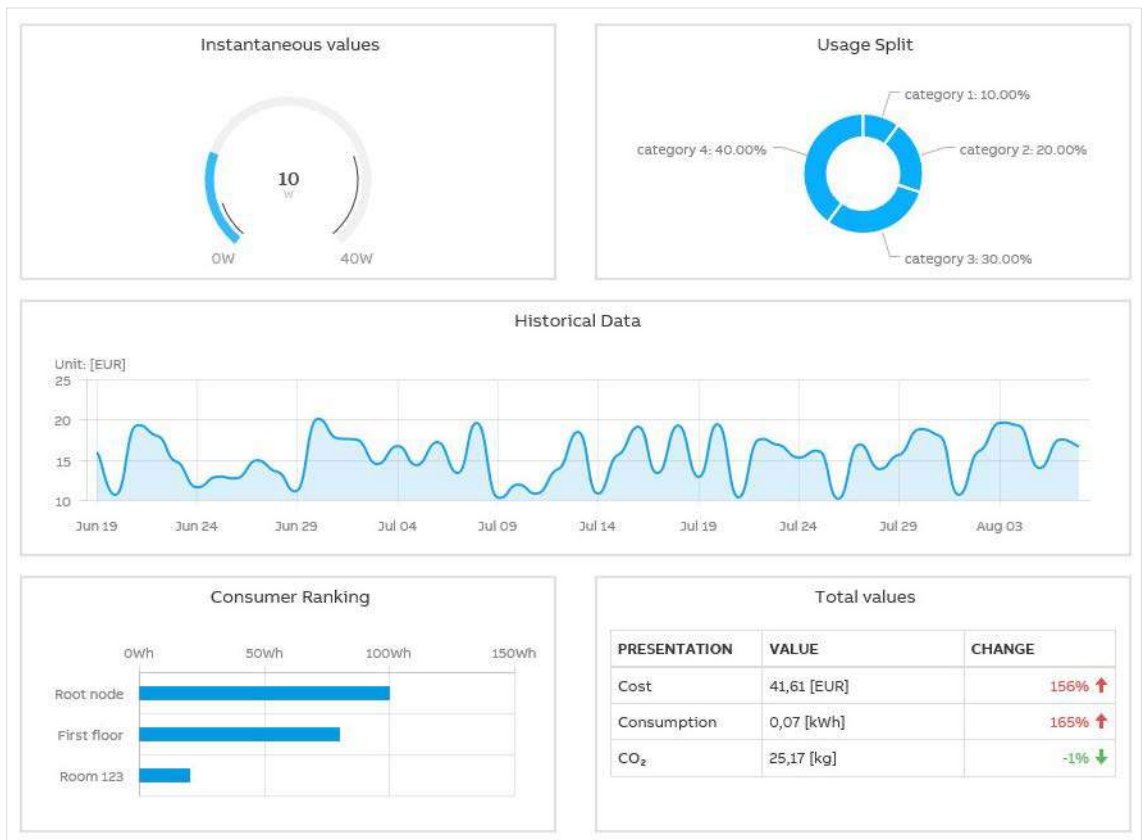 Instantaneous values
10
W
0W
40W
Usage Split
category 1: 10.00%
category 4: 40.00%
category 2: 20.00%
category 3: 30.00%
Historical Data
Unit: [EUR]
25
20
15
10
Jun 19 Jun 24 Jun 29 Jul 04 Jul 09 Jul 14 Jul 19 Jul 24 Jul 29 Aug 03
Consumer Ranking
0Wh 50Wh 100Wh 150Wh
Root node
First floor
Room 123
Total values
PRESENTATION VALUE CHANGE
Cost 41,61 [EUR] 156%
Consumption 0,07 [kWh] 165%
CO₂ 25,17 [kg] -1%